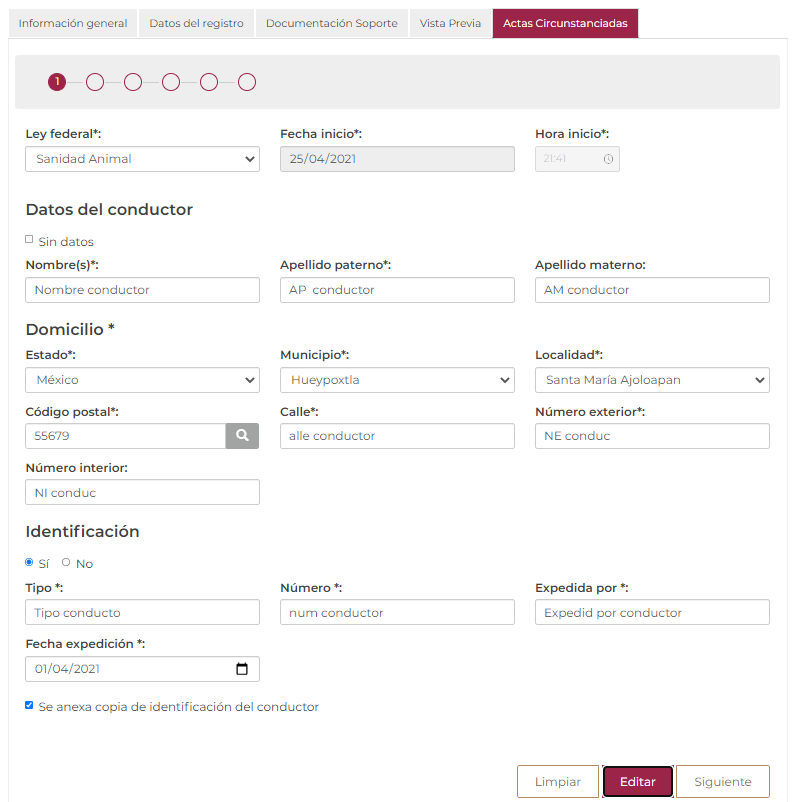 Información general Datos del registro Documentación Soporte Vista Previa Actas Circunstanciadas
1
Ley federal*: Fecha inicio*: Hora inicio*:
Sanidad Animal 25/04/2021 21:41
Datos del conductor
Sin datos
Nombre(s)*: Apellido paterno*: Apellido materno:
Nombre conductor AP conductor AM conductor
Domicilio *
Estado*: Municipio*: Localidad*:
México Hueypoxtla Santa María Ajoloapan
Código postal*: Calle*: Número exterior*:
55679 alle conductor NE conduc
Número interior:
NI conduc
Identificación
Sí No
Tipo *: Número *: Expedida por *:
Tipo conducto num conductor Expedid por conductor
Fecha expedición *:
01/04/2021
Se anexa copia de identificación del conductor
Limpiar Editar Siguiente